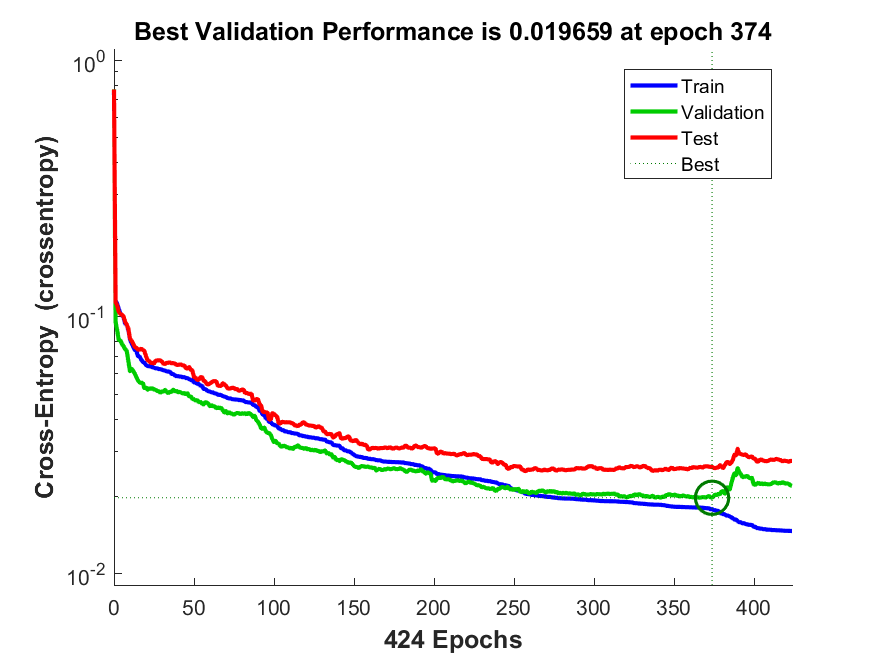 Best Validation Performance is 0.019659 at epoch 374
10^0
10^-1
10^-2
Cross-Entropy (crossentropy)
Train
Validation
Test
Best
0 50 100 150 200 250 300 350 400
424 Epochs